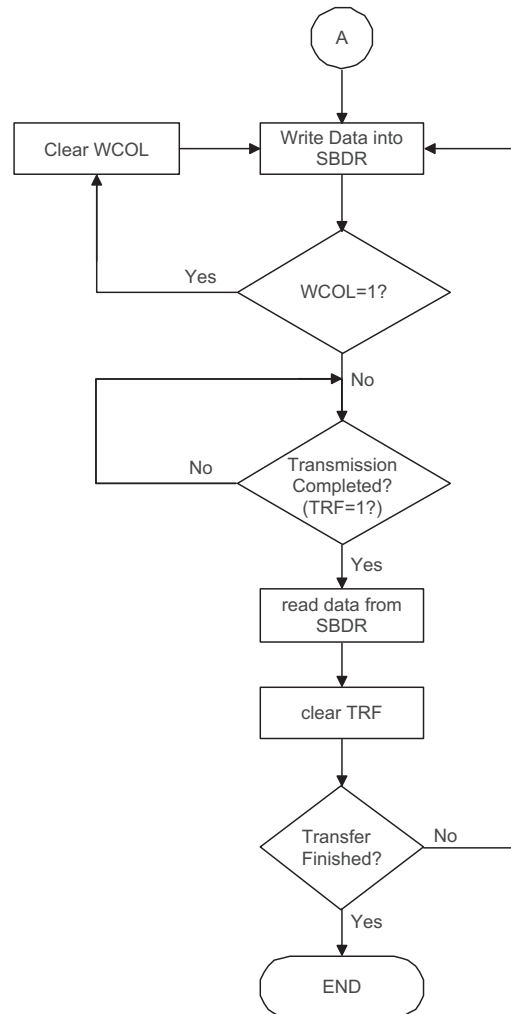 A
Clear WCOL
Write Data into
SBDR
Yes
WCOL=1?
No
No
Transmission
Completed?
(TRF=1?)
Yes
read data from
SBDR
clear TRF
Transfer
Finished?
No
Yes
END